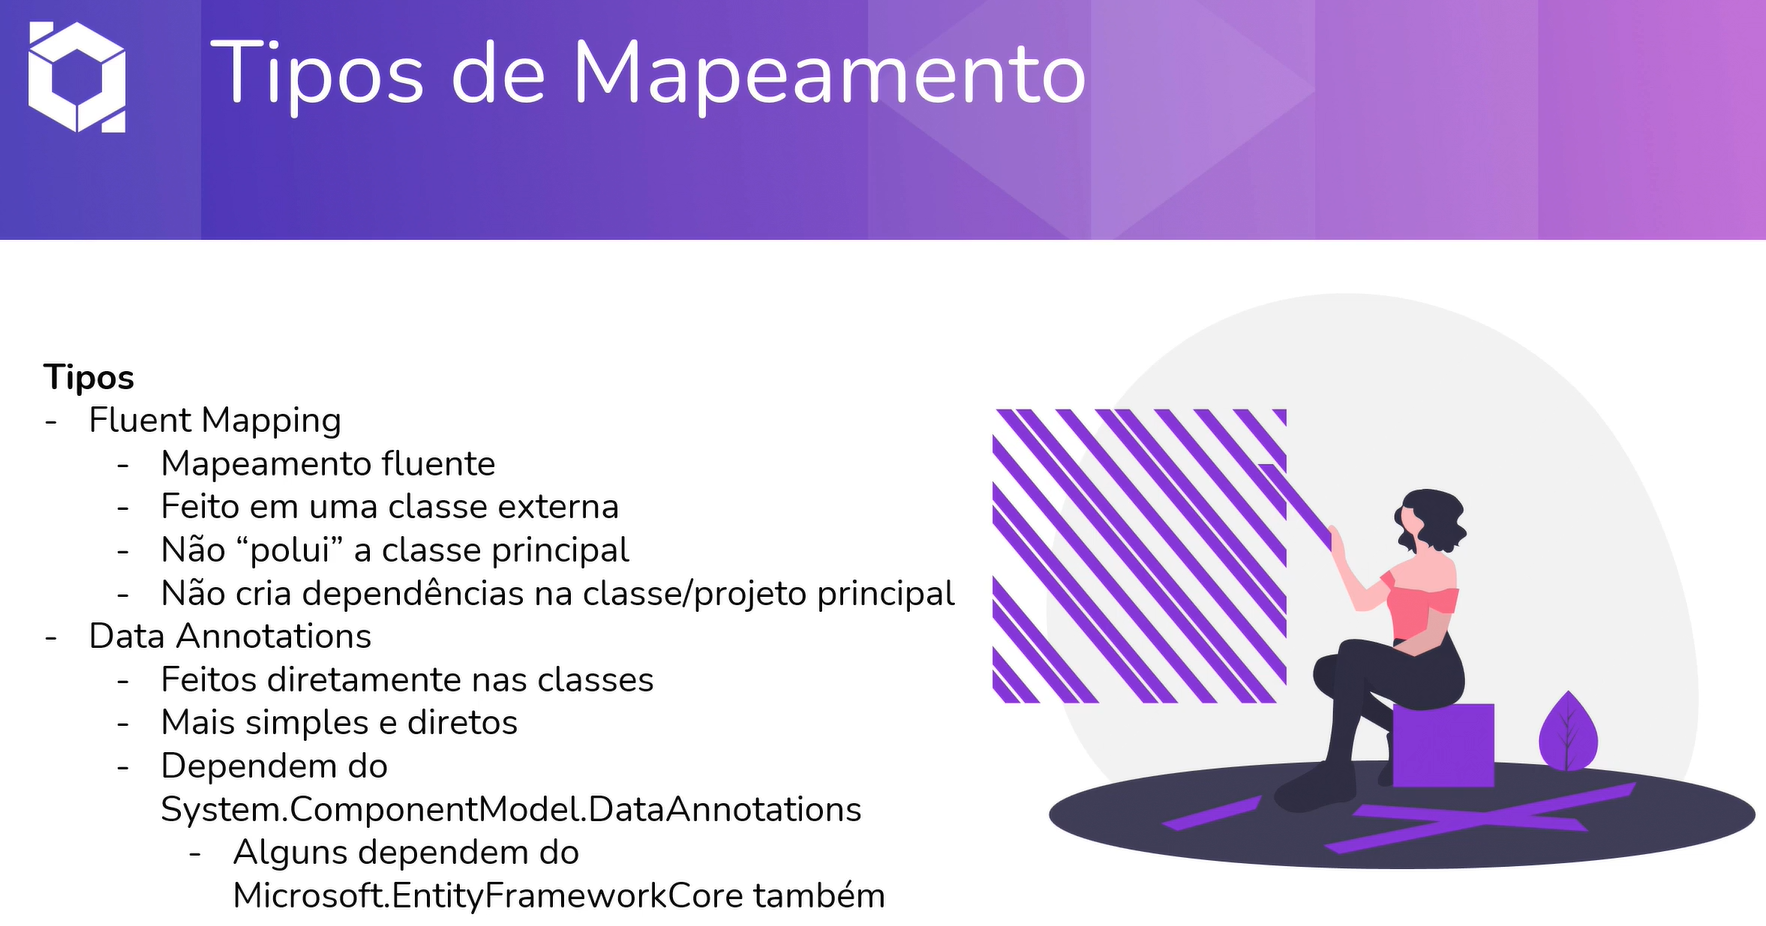 Tipos de Mapeamento
Tipos
- Fluent Mapping
- Mapeamento fluente
- Feito em uma classe externa
- Não “polui” a classe principal
- Não cria dependências na classe/projeto principal
- Data Annotations
- Feitos diretamente nas classes
- Mais simples e diretos
- Dependem do
System.ComponentModel.DataAnnotations
- Alguns dependem do
Microsoft.EntityFrameworkCore também